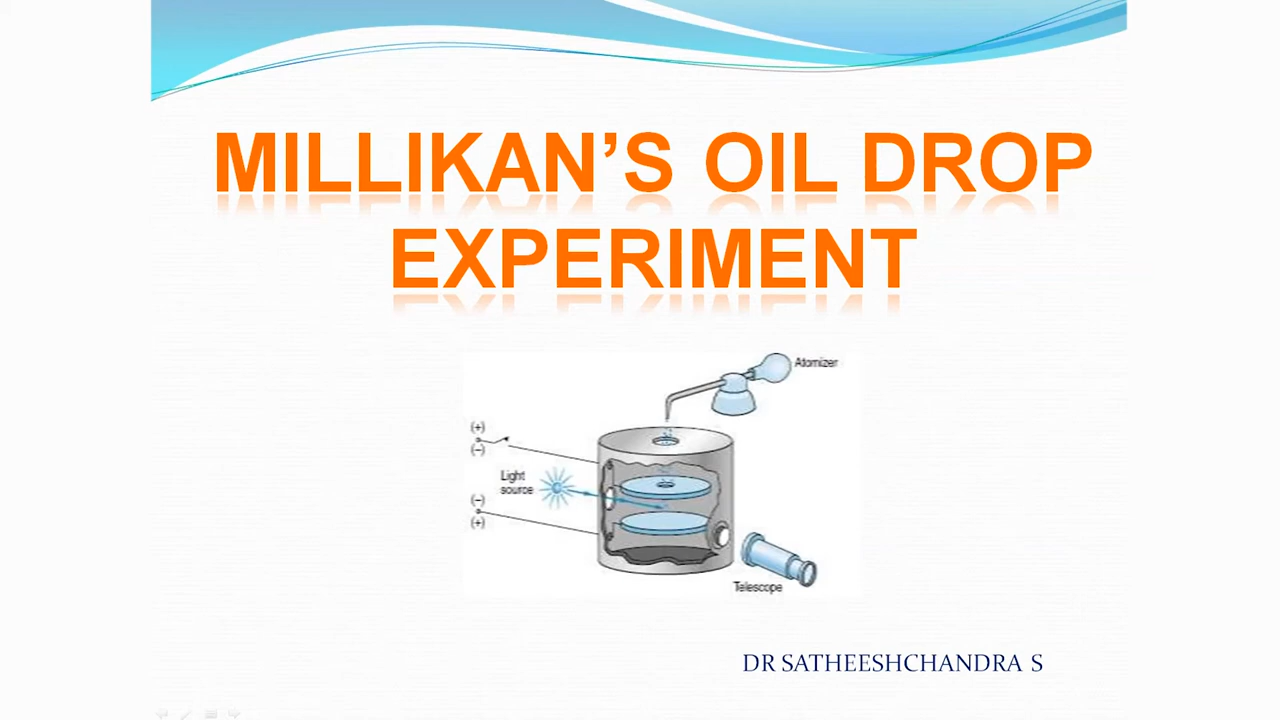 MILLIKAN’S OIL DROP
EXPERIMENT
Atomizer
(+)
(−)
Light
source
(−)
(+)
Telescope
DR SATHEESHCHANDRA S